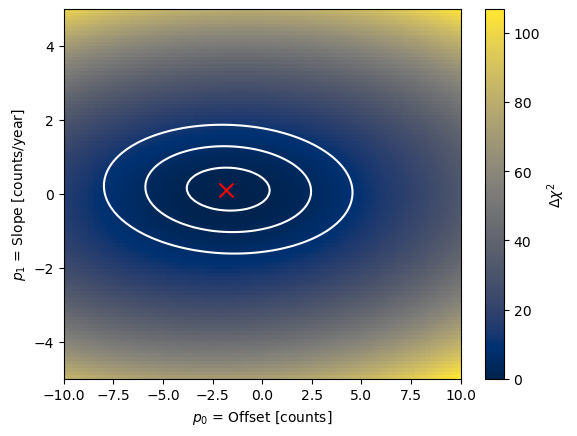 4
2
0
−2
−4
p₁ = Slope [counts/year]
−10.0 −7.5 −5.0 −2.5 0.0 2.5 5.0 7.5 10.0
p₀ = Offset [counts]
100
80
60
40
20
0
Δχ²